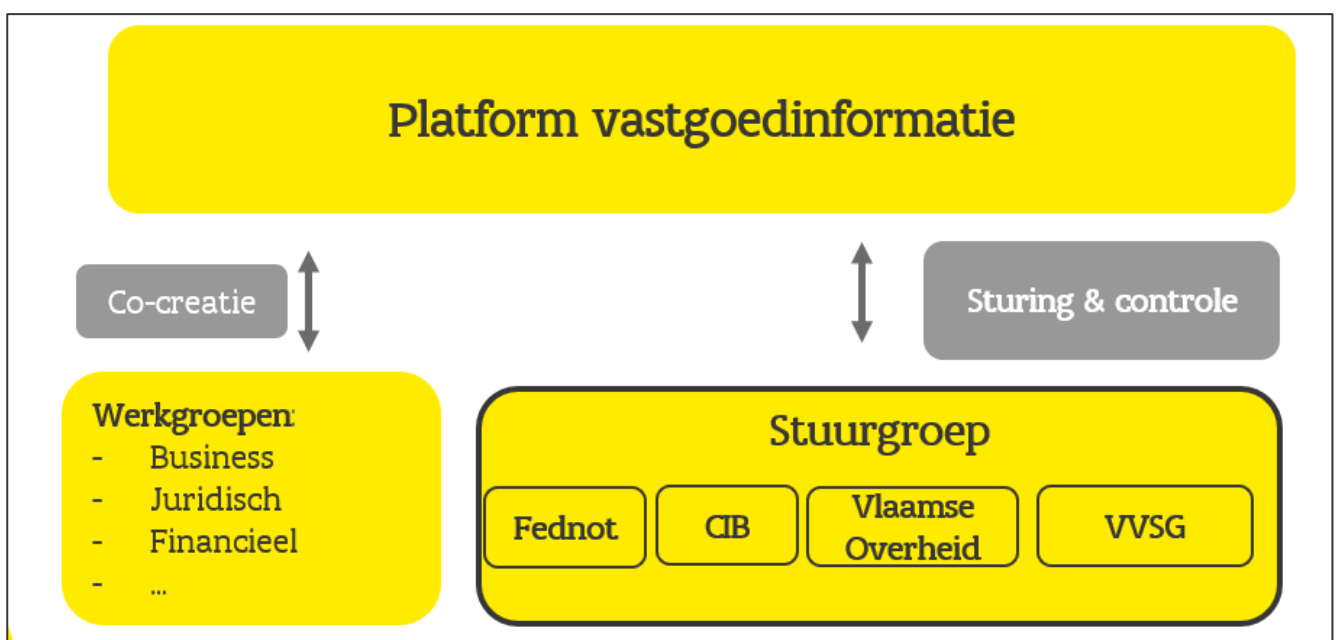 Platform vastgoedinformatie
Co-creatie
Sturing & controle
Werkgroepen:
- Business
- Juridisch
- Financieel
- ...
Stuurgroep
Fednot
CIB
Vlaamse
Overheid
VVSG